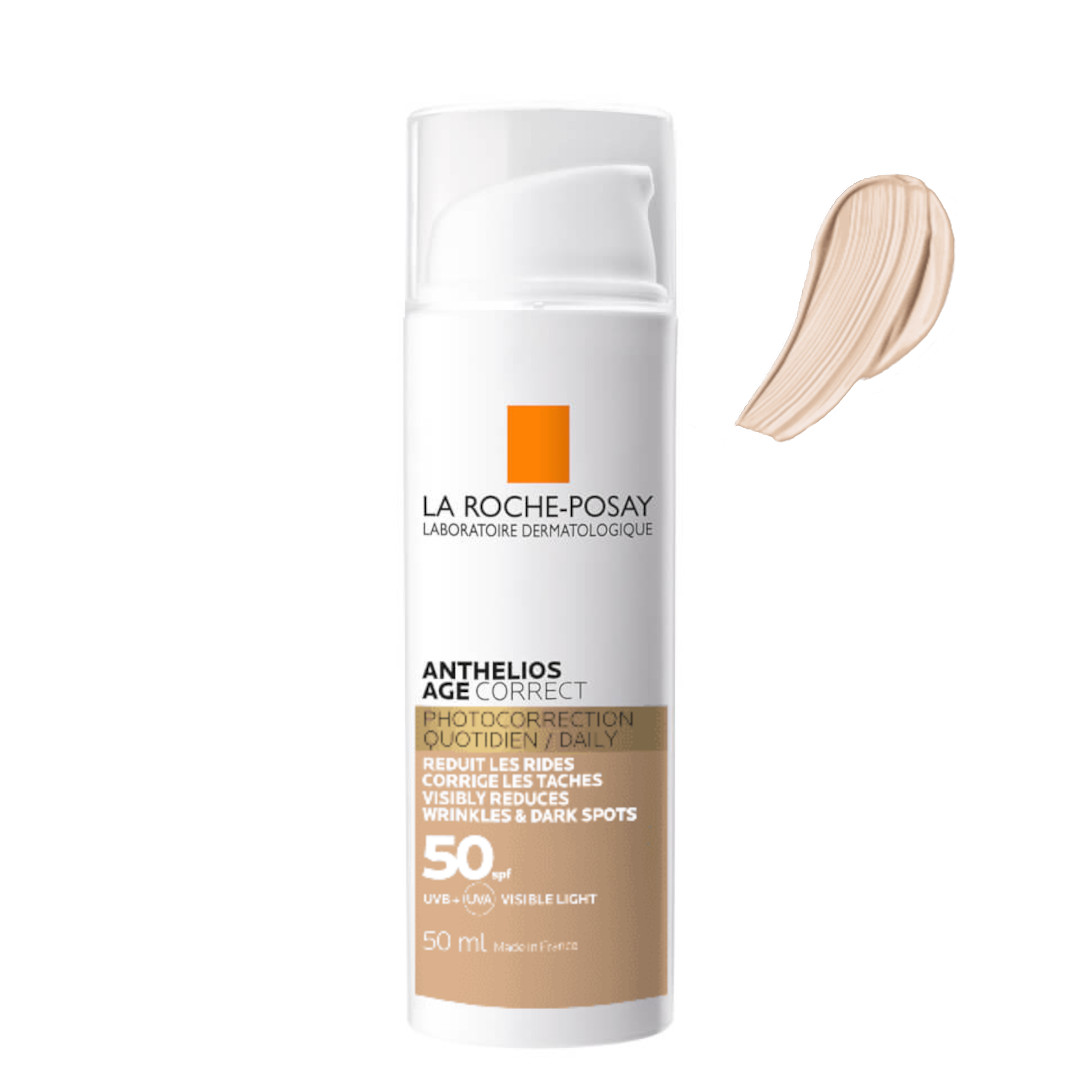 LA ROCHE-POSAY
LABORATOIRE DERMATOLOGIQUE
ANTHELIOS
AGE CORRECT
PHOTOCORRECTION
QUOTIDIEN / DAILY
REDUIT LES RIDES
CORRIGE LES TACHES
VISIBLY REDUCES
WRINKLES & DARK SPOTS
50 spf
UVB + UVA VISIBLE LIGHT
50 ml Made in France